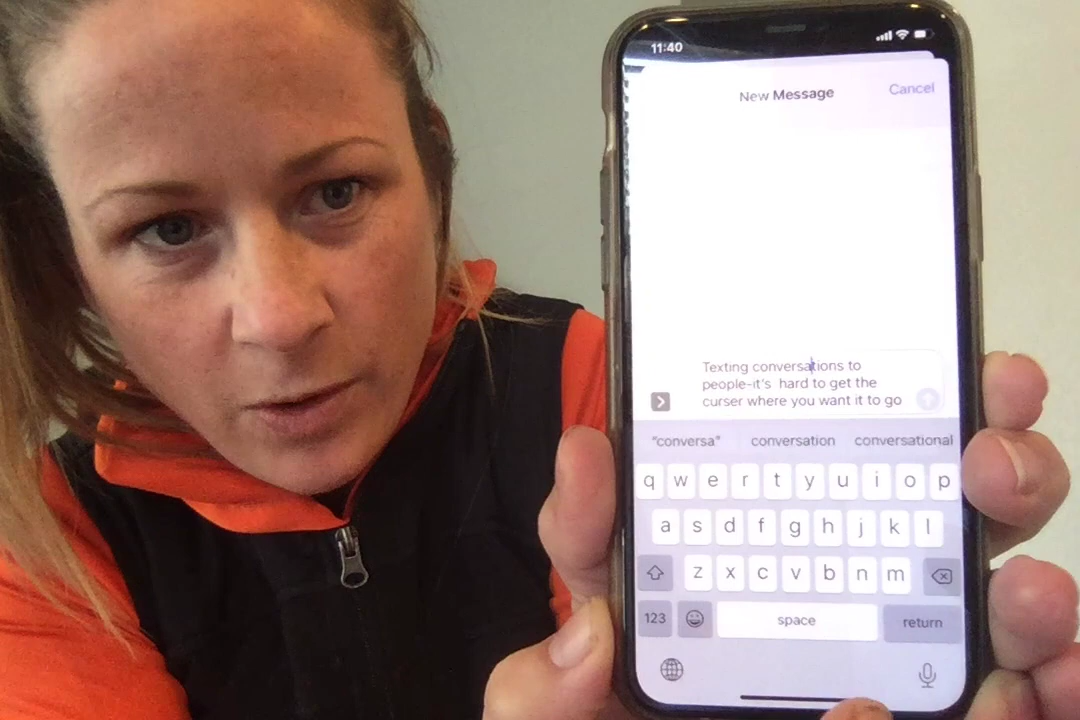 11:40
New Message
Cancel
Texting conversations to
people-it's hard to get the
curser where you want it to go
"conversa" conversation conversational
q w e r t y u i o p
a s d f g h j k l
z x c v b n m
123 space return